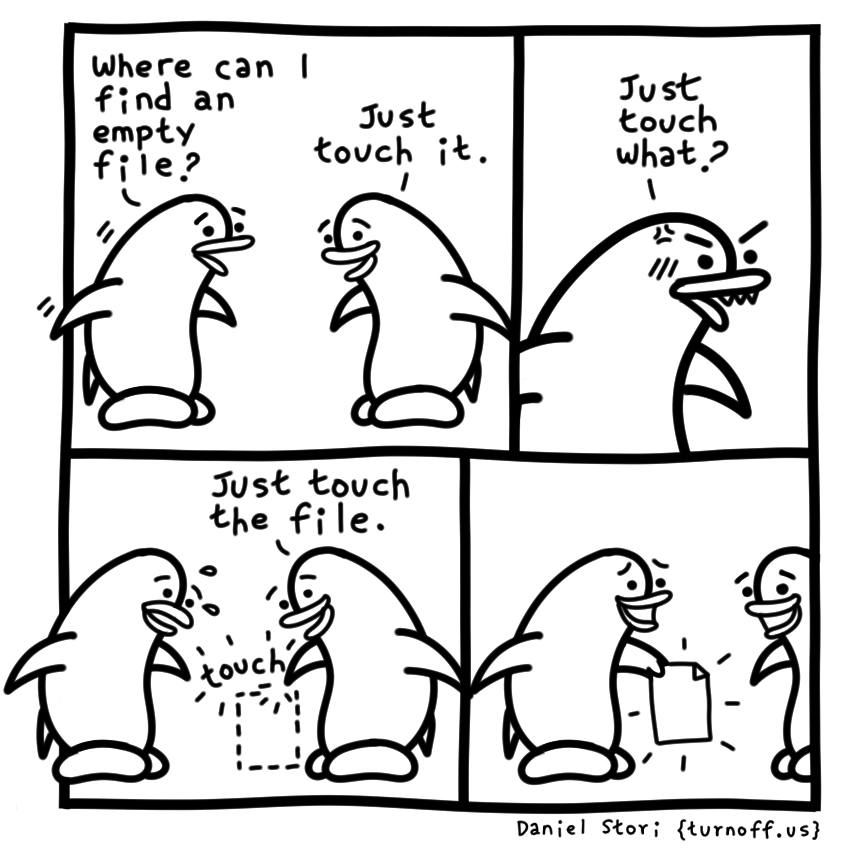 Where can I
find an
empty
file?
Just
touch it.
Just
touch
what?
Just touch
the file.
touch
Daniel Stori {turnoff.us}